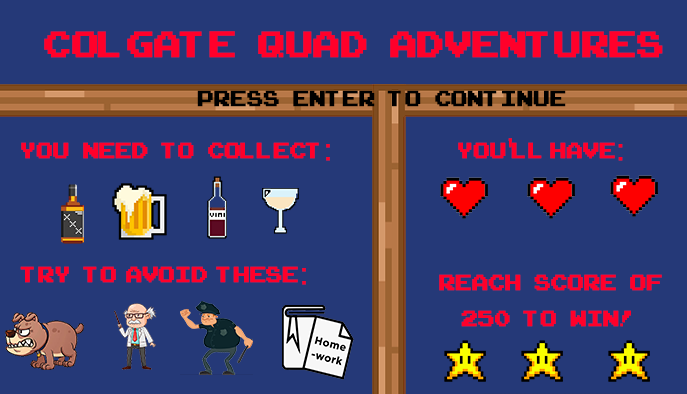 COLGATE QUAD ADVENTURES
PRESS ENTER TO CONTINUE
YOU NEED TO COLLECT:
VINI
TRY TO AVOID THESE:
Home
-work
YOU'LL HAVE:
REACH SCORE OF
250 TO WIN!